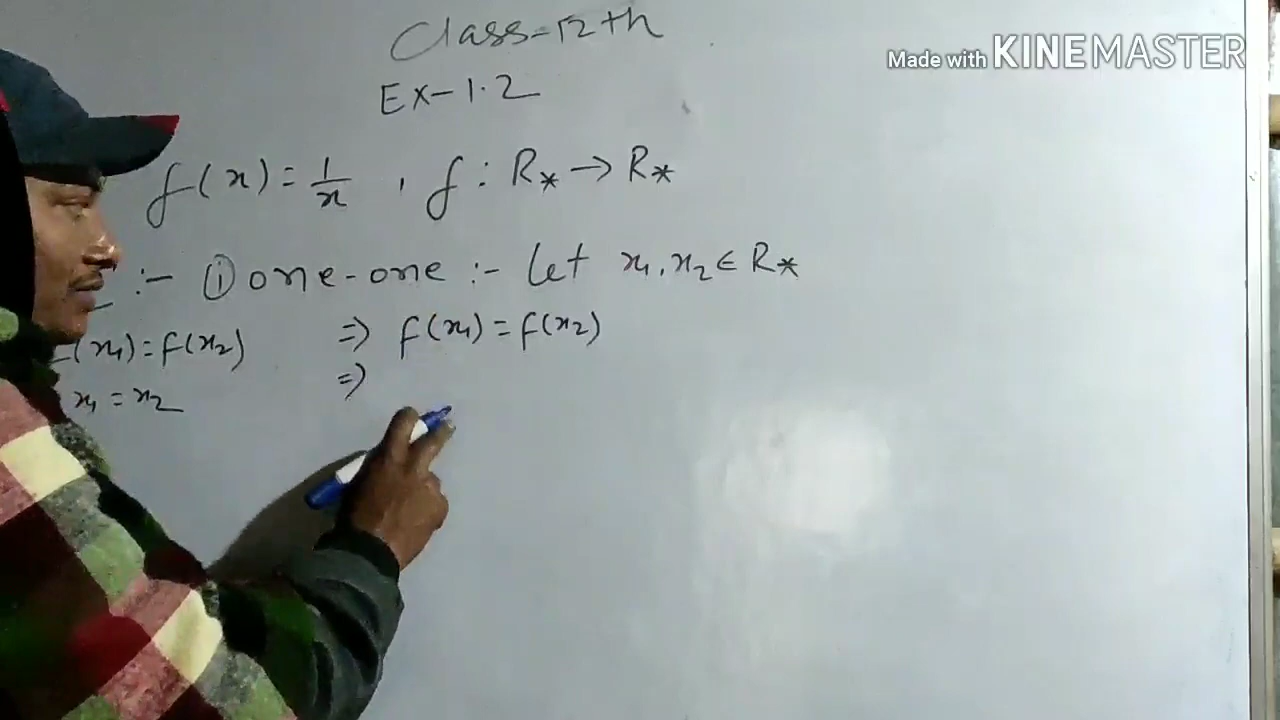 Class-12th
Made with KINEMASTER
Ex-1.2
f(x)=1/x , f : R* → R*
:- ① one-one :- Let x₁, x₂ ∈ R*
f(x₁)=f(x₂) ⇒ f(x₁)=f(x₂)
x₁ = x₂ ⇒